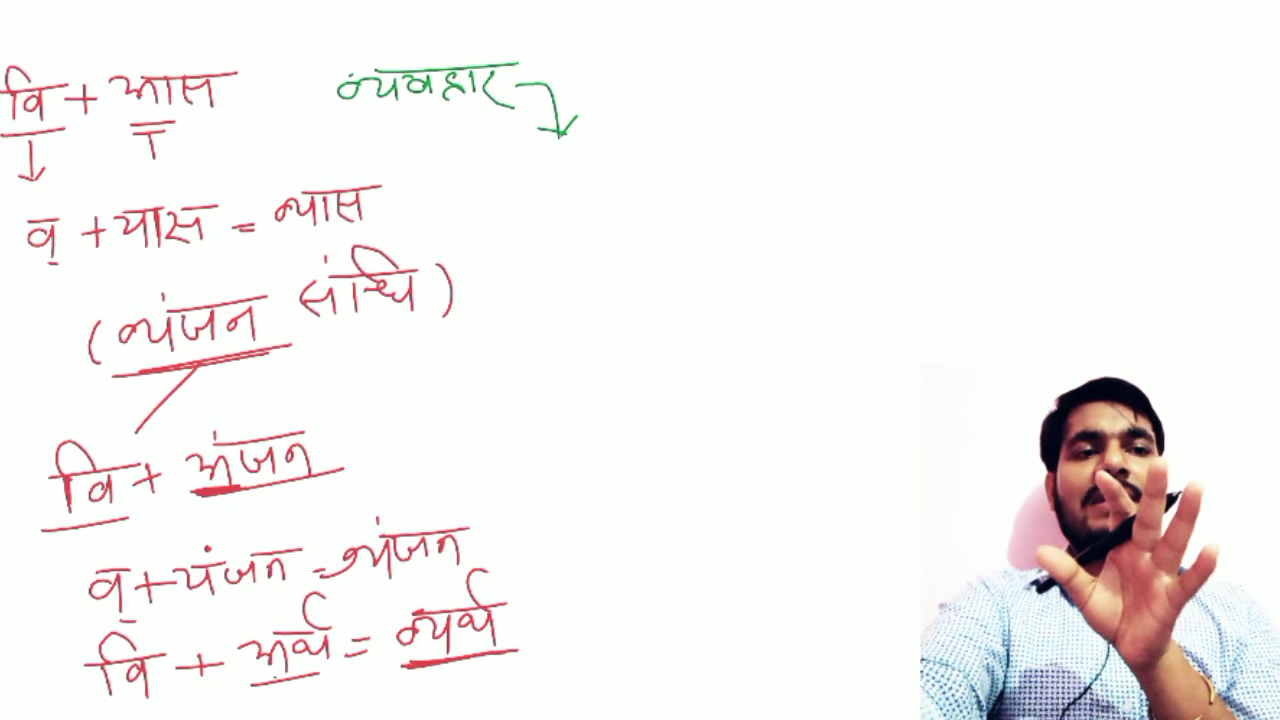 वि + आस व्यवहार
व् + यास = व्यास
(व्यंजन संधि)
वि + अंजन
व् + यंजन = व्यंजन
वि + अर्थ = व्यर्थ